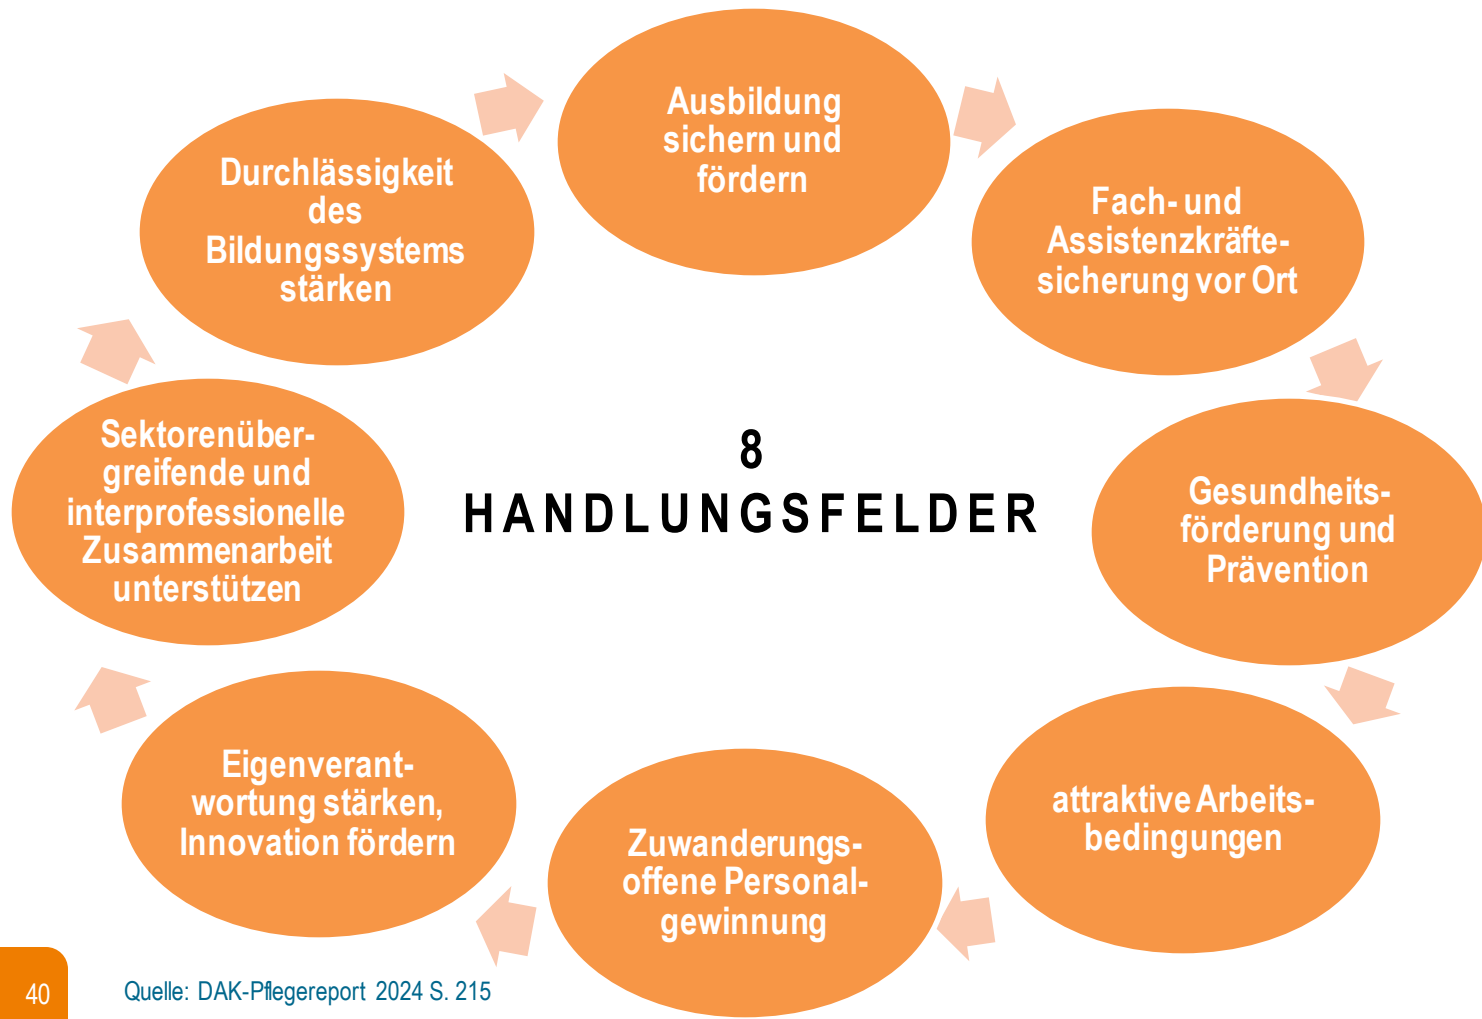 Ausbildung
sichern und
fördern
Fach- und
Assistenzkräfte-
sicherung vor Ort
Gesundheits-
förderung und
Prävention
attraktive Arbeits-
bedingungen
Zuwanderungs-
offene Personal-
gewinnung
Eigenverant-
wortung stärken,
Innovation fördern
Sektorenüber-
greifende und
interprofessionelle
Zusammenarbeit
unterstützen
Durchlässigkeit
des
Bildungssystems
stärken
8
HANDLUNGSFELDER
40
Quelle: DAK-Pflegereport 2024 S. 215